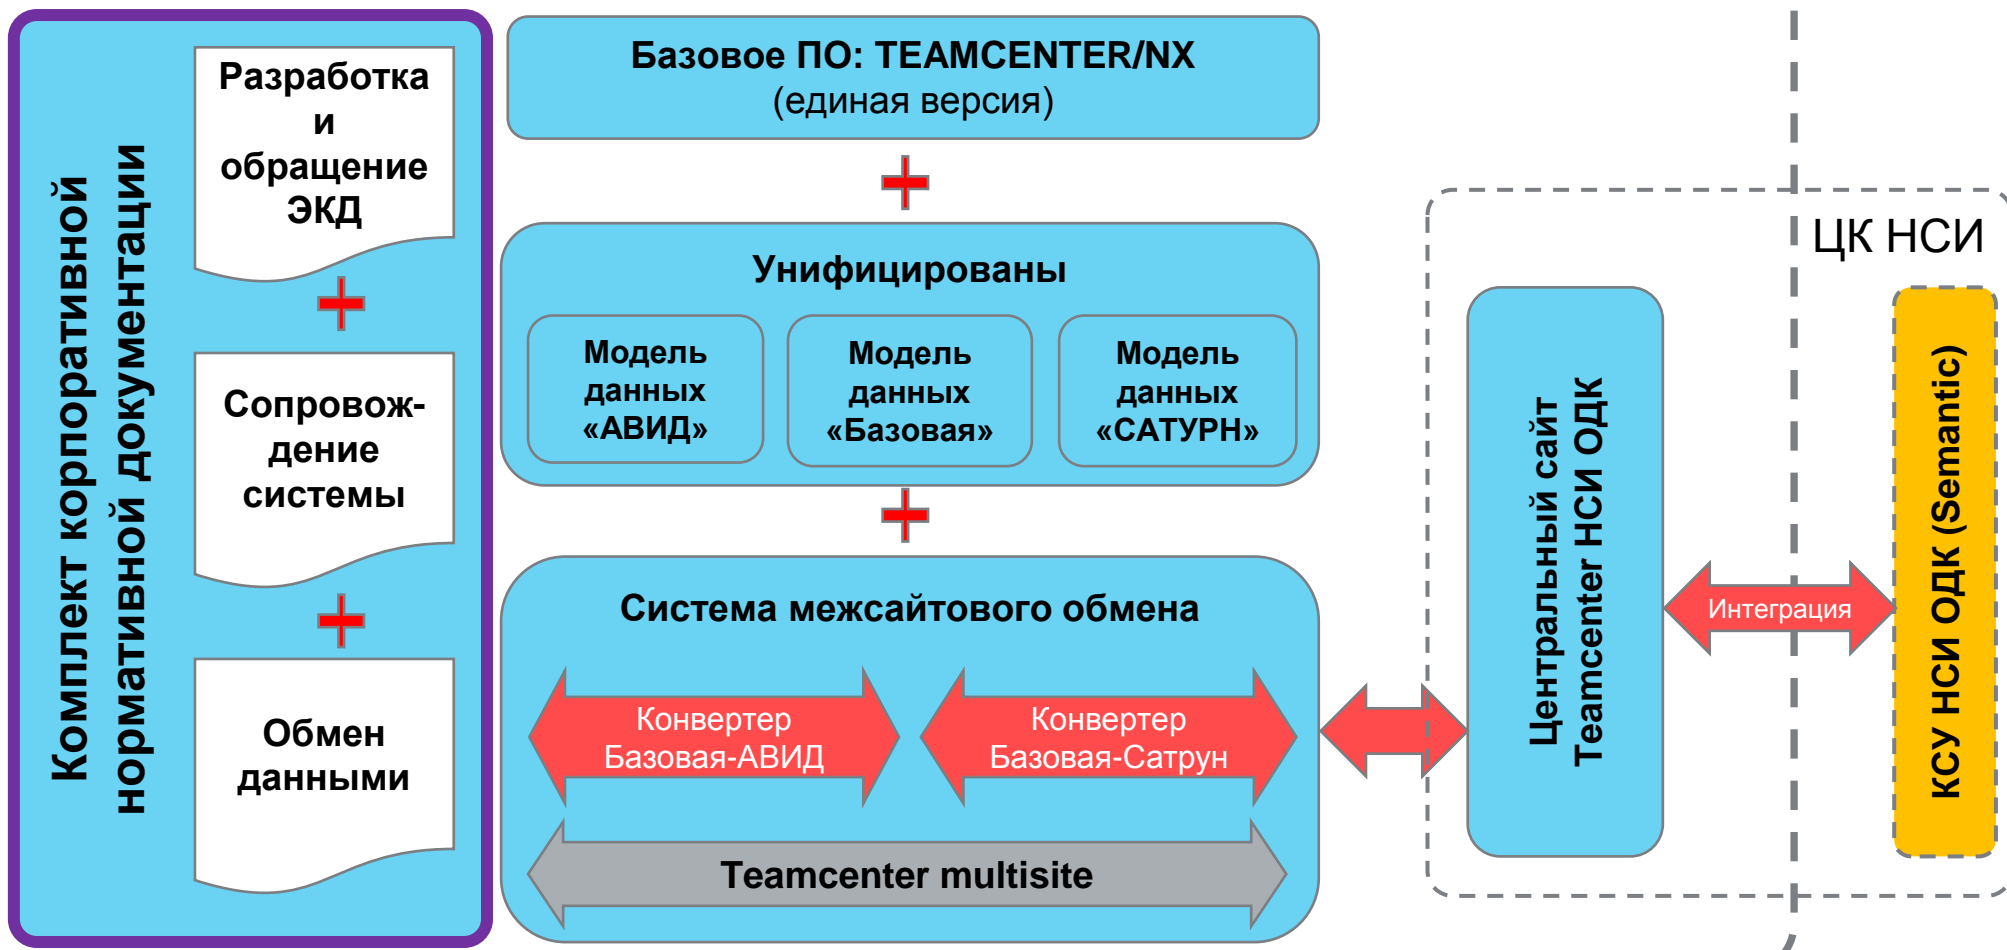 Комплект корпоративной
нормативной документации
Разработка
и
обращение
ЭКД
Сопровож-
дение
системы
Обмен
данными
Базовое ПО: TEAMCENTER/NX
(единая версия)
Унифицированы
Модель
данных
«АВИД»
Модель
данных
«Базовая»
Модель
данных
«САТУРН»
Система межсайтового обмена
Конвертер
Базовая-АВИД
Конвертер
Базовая-Сатрун
Teamcenter multisite
ЦК НСИ
Центральный сайт
Teamcenter НСИ ОДК
Интеграция
КСУ НСИ ОДК (Semantic)